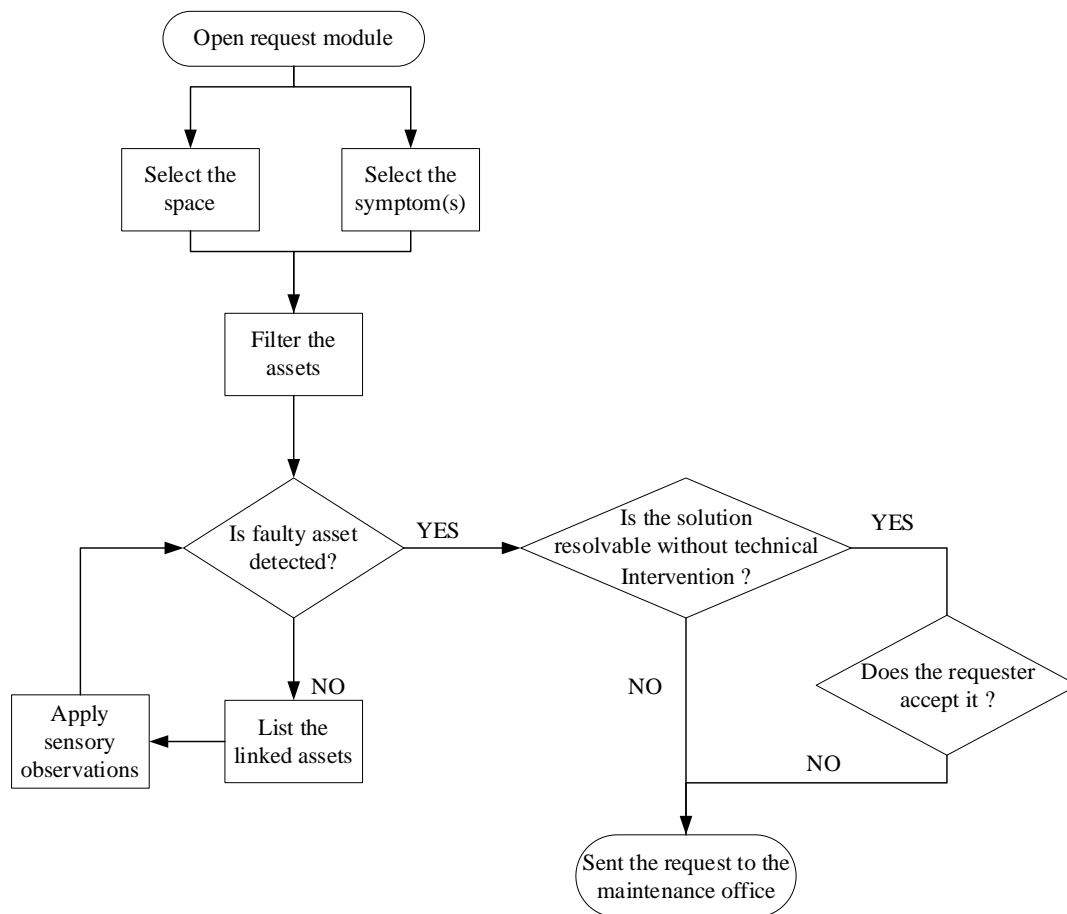 Open request module
Select the
space
Select the
symptom(s)
Filter the
assets
Is faulty asset
detected?
YES
Is the solution
resolvable without technical
Intervention ?
YES
NO
NO
Does the requester
accept it ?
Apply
sensory
observations
List the
linked assets
NO
Sent the request to the
maintenance office